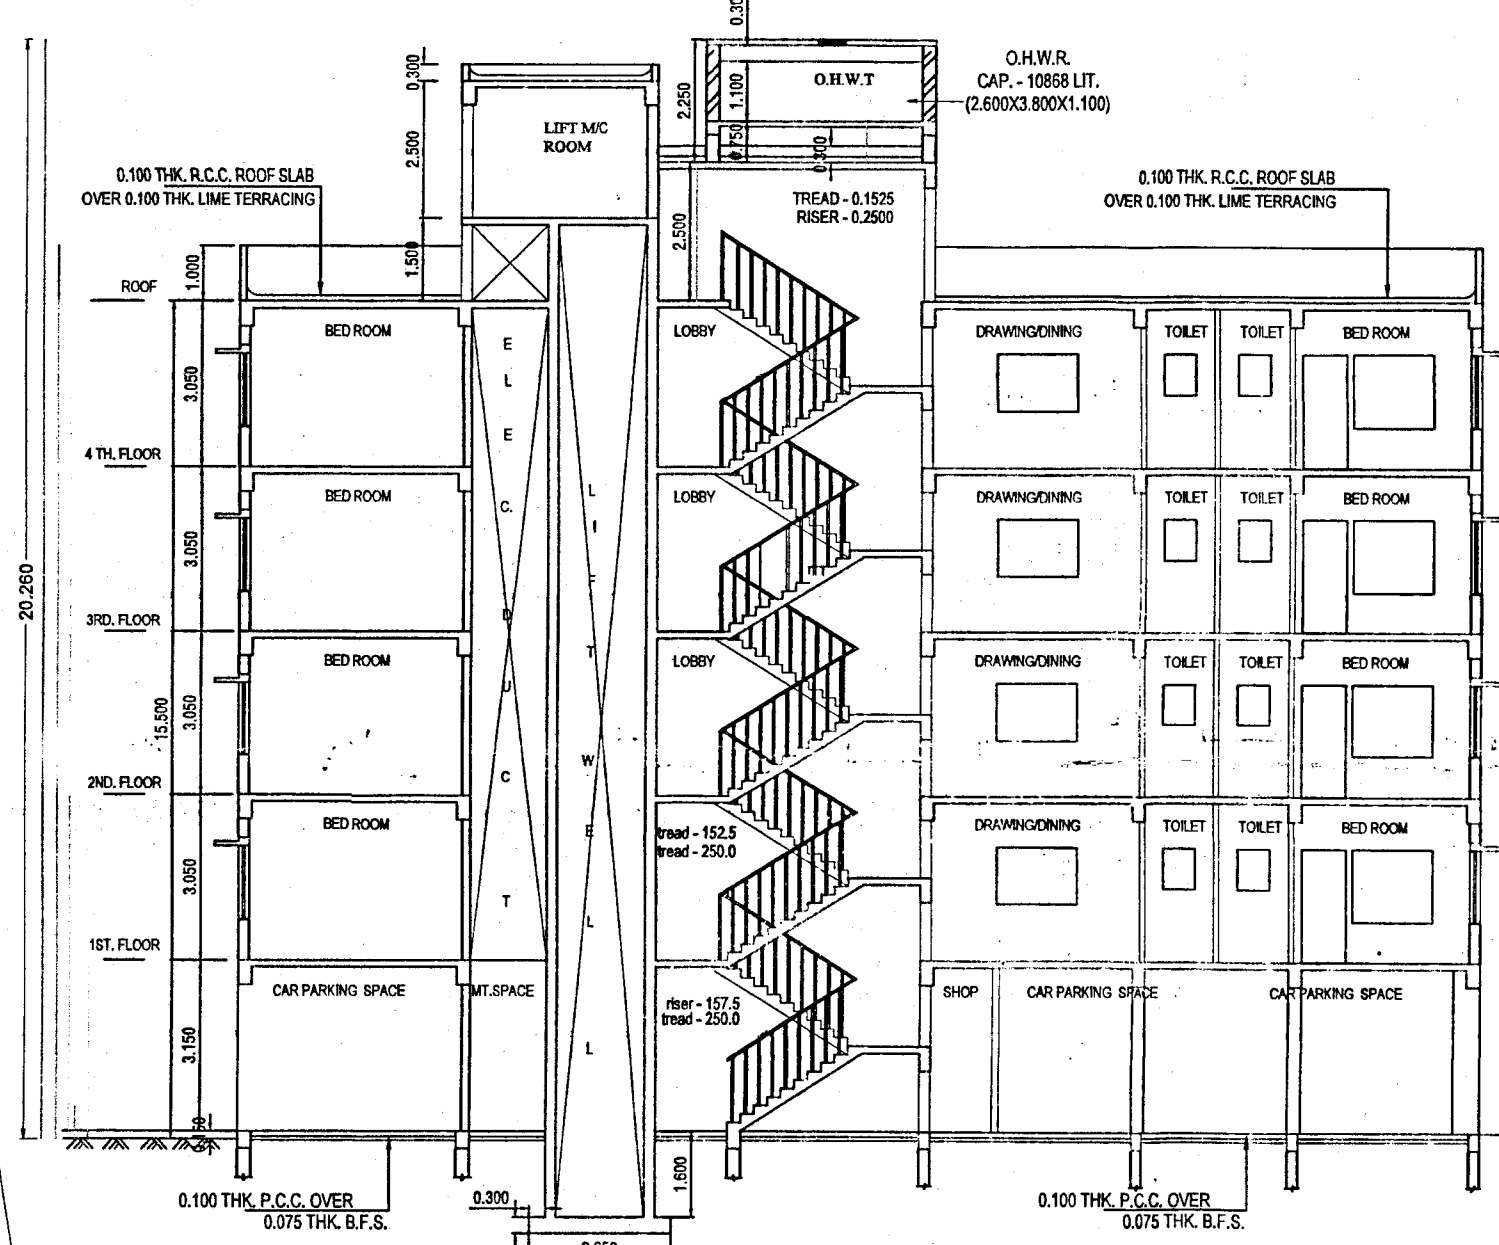 0.30
0.300
O.H.W.T
O.H.W.R.
CAP. - 10868 LIT.
(2.600X3.800X1.100)
2.250
1.100
0.750
0.300
LIFT M/C
ROOM
2.500
0.100 THK. R.C.C. ROOF SLAB
OVER 0.100 THK. LIME TERRACING
0.100 THK. R.C.C. ROOF SLAB
OVER 0.100 THK. LIME TERRACING
TREAD - 0.1525
RISER - 0.2500
2.500
1.500
1.000
ROOF
BED ROOM
LOBBY
DRAWING/DINING
TOILET
TOILET
BED ROOM
3.050
4 TH. FLOOR
BED ROOM
LOBBY
DRAWING/DINING
TOILET
TOILET
BED ROOM
3.050
3RD. FLOOR
BED ROOM
LOBBY
DRAWING/DINING
TOILET
TOILET
BED ROOM
3.050
2ND. FLOOR
BED ROOM
tread - 152.5
tread - 250.0
DRAWING/DINING
TOILET
TOILET
BED ROOM
3.050
1ST. FLOOR
ELEC. DUCT
LIFT WELL
20.260
15.500
CAR PARKING SPACE
MT.SPACE
riser - 157.5
tread - 250.0
SHOP
CAR PARKING SPACE
CAR PARKING SPACE
3.150
1.600
0.100 THK. P.C.C. OVER
0.075 THK. B.F.S.
0.300
0.100 THK. P.C.C. OVER
0.075 THK. B.F.S.